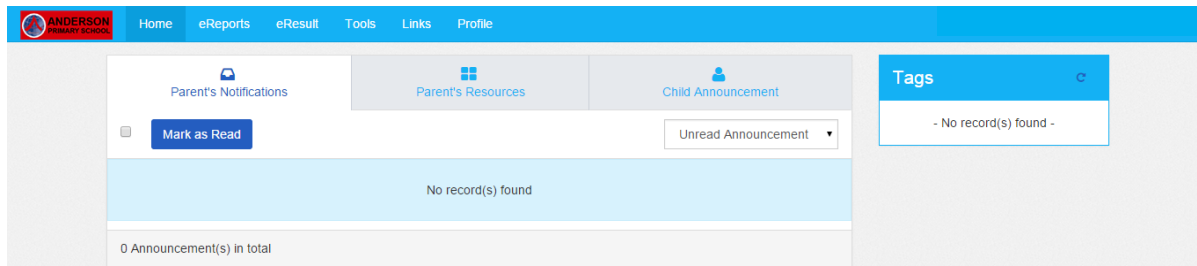 ANDERSON
PRIMARY SCHOOL
Home eReports eResult Tools Links Profile
Parent's Notifications Parent's Resources Child Announcement
Mark as Read Unread Announcement
No record(s) found
0 Announcement(s) in total
Tags
- No record(s) found -